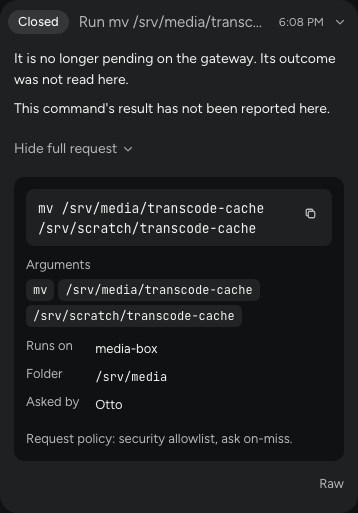 Closed Run mv /srv/media/transc... 6:08 PM
It is no longer pending on the gateway. Its outcome
was not read here.
This command's result has not been reported here.
Hide full request
mv /srv/media/transcode-cache
/srv/scratch/transcode-cache
Arguments
mv /srv/media/transcode-cache
/srv/scratch/transcode-cache
Runs on media-box
Folder /srv/media
Asked by Otto
Request policy: security allowlist, ask on-miss.
Raw